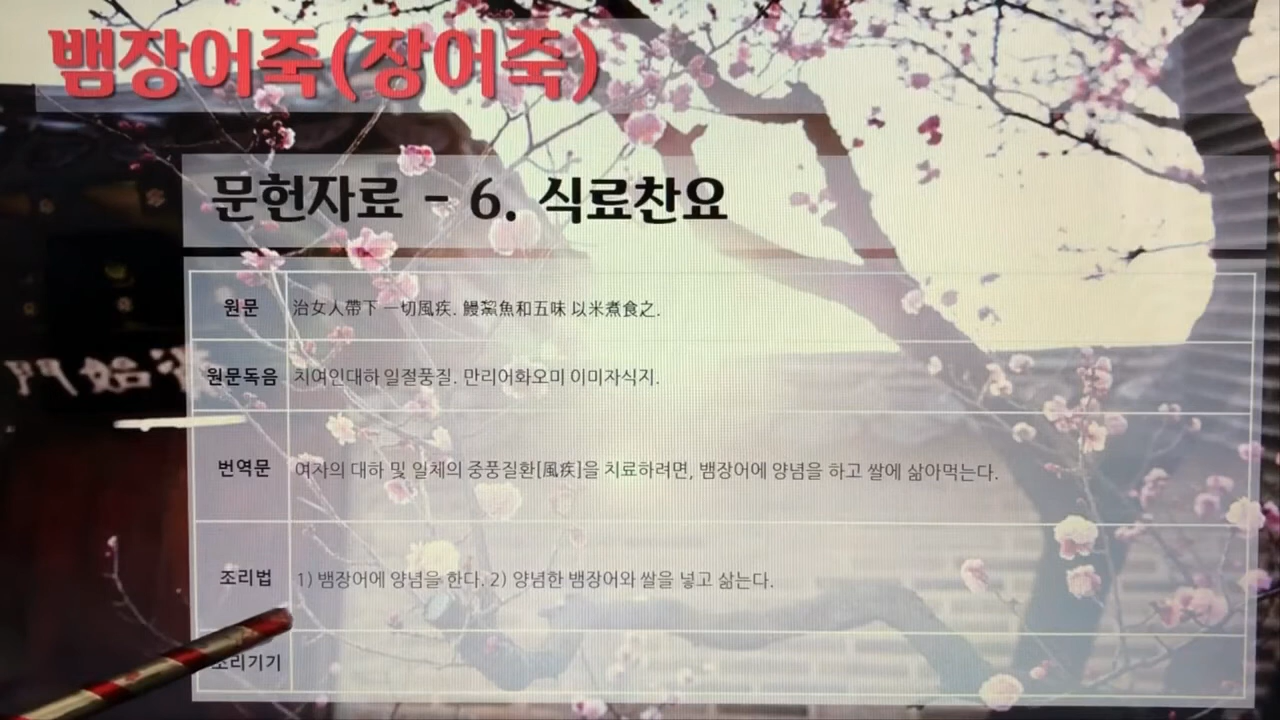 뱀장어죽(장어죽)
문헌자료 - 6. 식료찬요
원문 治女人帶下 一切風疾. 鰻鱺魚和五味 以米煮食之.
원문독음 치여인대하 일절풍질. 만리어화오미 이미자식지.
번역문 여자의 대하 및 일체의 중풍질환[風疾]을 치료하려면, 뱀장어에 양념을 하고 쌀에 삶아먹는다.
조리법 1) 뱀장어에 양념을 한다. 2) 양념한 뱀장어와 쌀을 넣고 삶는다.
조리기기